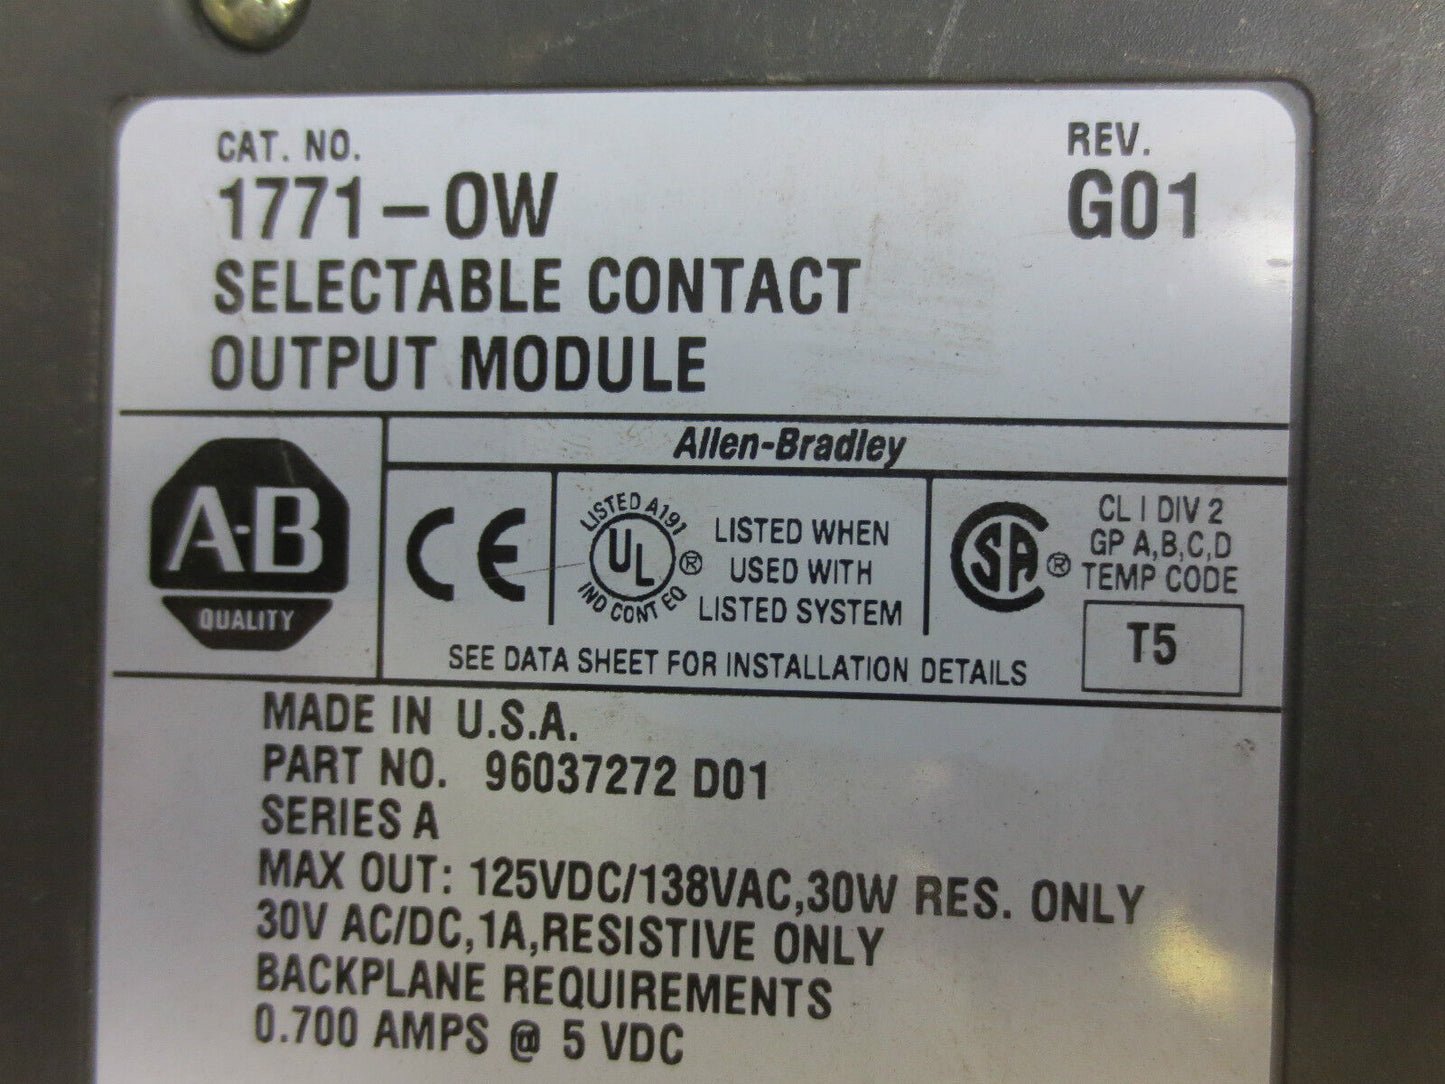 CAT. NO.
1771-OW
REV.
G01
SELECTABLE CONTACT
OUTPUT MODULE
Allen-Bradley
A-B
QUALITY
CE
LISTED A191
UL
®
IND CONT EQ
LISTED WHEN
USED WITH
LISTED SYSTEM
SA
®
CL I DIV 2
GP A,B,C,D
TEMP CODE
T5
SEE DATA SHEET FOR INSTALLATION DETAILS
MADE IN U.S.A.
PART NO. 96037272 D01
SERIES A
MAX OUT: 125VDC/138VAC,30W RES. ONLY
30V AC/DC,1A,RESISTIVE ONLY
BACKPLANE REQUIREMENTS
0.700 AMPS @ 5 VDC